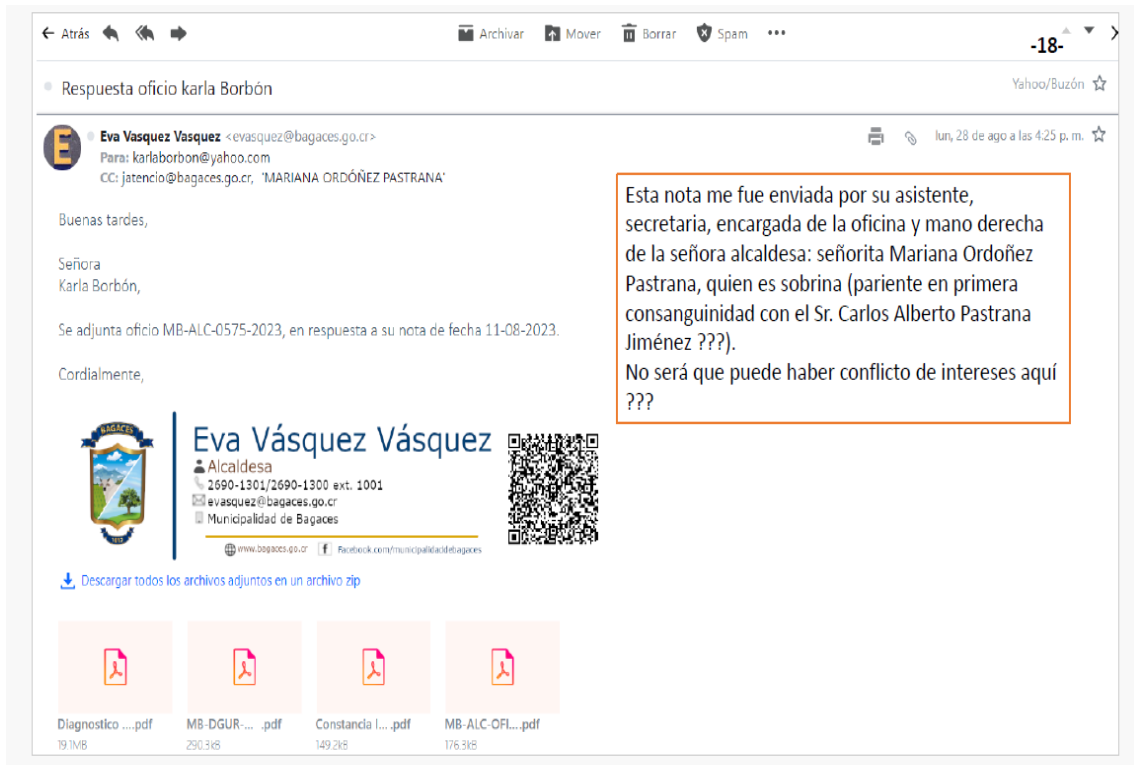 Atrás
Archivar
Mover
Borrar
Spam
-18-
Respuesta oficio karla Borbón
Yahoo/Buzón
E
Eva Vasquez Vasquez <evasquez@bagaces.go.cr>
lun, 28 de ago a las 4:25 p. m.
Para: karlaborbon@yahoo.com
CC: jatencio@bagaces.go.cr, 'MARIANA ORDÓÑEZ PASTRANA'
Buenas tardes,
Señora
Karla Borbón,
Se adjunta oficio MB-ALC-0575-2023, en respuesta a su nota de fecha 11-08-2023.
Cordialmente,
Esta nota me fue enviada por su asistente,
secretaria, encargada de la oficina y mano derecha
de la señora alcaldesa: señorita Mariana Ordoñez
Pastrana, quien es sobrina (pariente en primera
consanguinidad con el Sr. Carlos Alberto Pastrana
Jiménez ???).
No será que puede haber conflicto de intereses aquí
???
BAGACES
Eva Vásquez Vásquez
Alcaldesa
2690-1301/2690-1300 ext. 1001
evasquez@bagaces.go.cr
Municipalidad de Bagaces
www.bagaces.go.cr
f Facebook.com/municipalidaddebagaces
Descargar todos los archivos adjuntos en un archivo zip
Diagnostico ....pdf
19.1MB
MB-DGUR-... .pdf
290.3kB
Constancia I... .pdf
149.2kB
MB-ALC-OFI....pdf
176.3kB